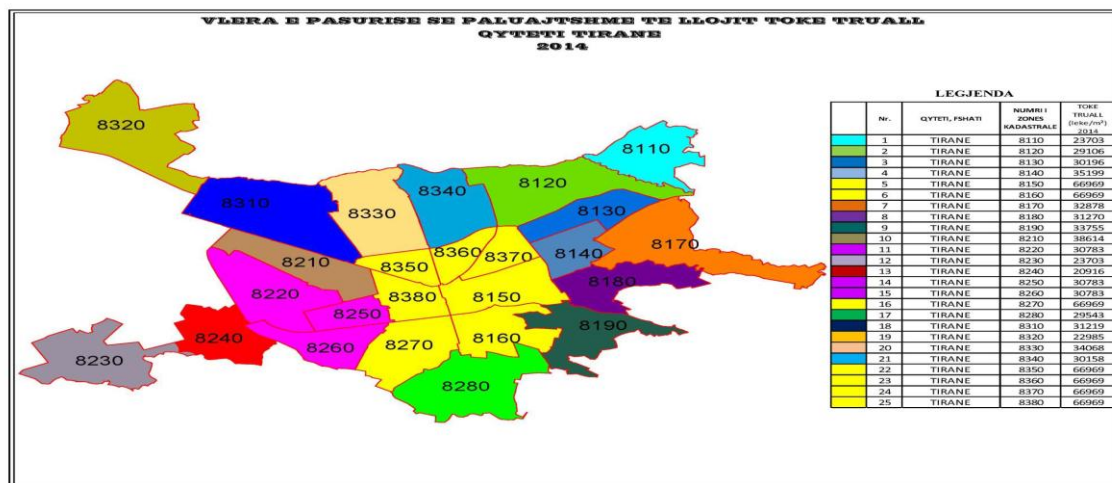 VLERA E PASURISE SE PALUAJTSHME TE LLOJIT TOKE TRUALL
QYTETI TIRANE
2014
8320
8110
8340
8120
8310
8330
8130
8360
8370
8140
8170
8210
8350
8180
8220
8380
8150
8250
8190
8240
8260
8270
8160
8230
8280
LEGJENDA
Nr. QYTETI, FSHATI NUMRI I ZONES KADASTRALE TOKE TRUALL (leke/m²) 2014
1 TIRANE 8110 23703
2 TIRANE 8120 29106
3 TIRANE 8130 30196
4 TIRANE 8140 35199
5 TIRANE 8150 66969
6 TIRANE 8160 66969
7 TIRANE 8170 32878
8 TIRANE 8180 31270
9 TIRANE 8190 33755
10 TIRANE 8210 38614
11 TIRANE 8220 30783
12 TIRANE 8230 23703
13 TIRANE 8240 20916
14 TIRANE 8250 30783
15 TIRANE 8260 30783
16 TIRANE 8270 66969
17 TIRANE 8280 29543
18 TIRANE 8310 31219
19 TIRANE 8320 22985
20 TIRANE 8330 34068
21 TIRANE 8340 30158
22 TIRANE 8350 66969
23 TIRANE 8360 66969
24 TIRANE 8370 66969
25 TIRANE 8380 66969